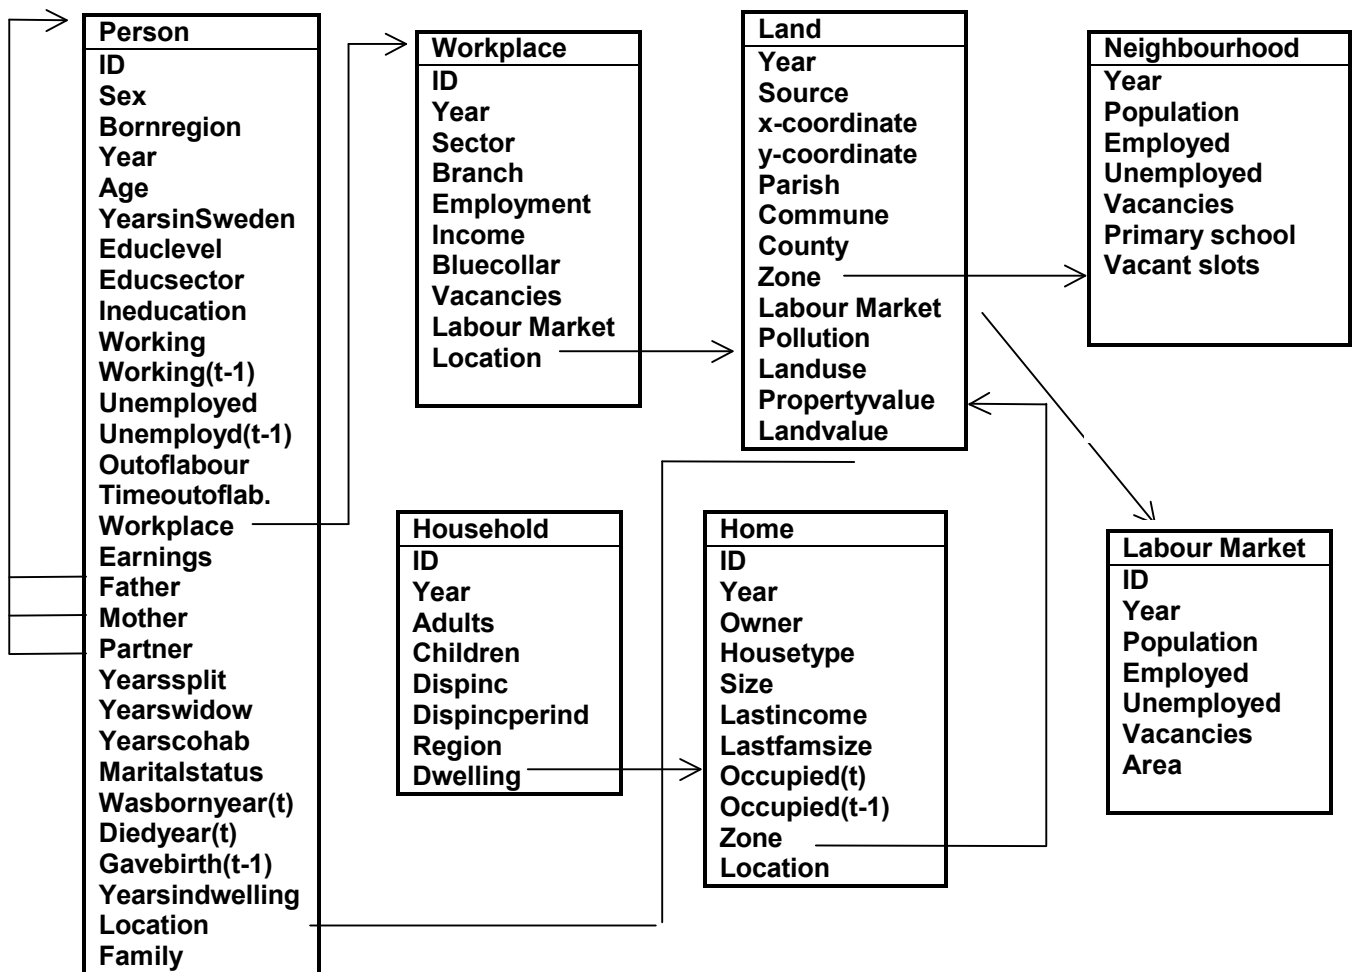 Person
ID
Sex
Bornregion
Year
Age
YearsinSweden
Educlevel
Educsector
Ineducation
Working
Working(t-1)
Unemployed
Unemployd(t-1)
Outoflabour
Timeoutoflab.
Workplace
Earnings
Father
Mother
Partner
Yearssplit
Yearswidow
Yearscohab
Maritalstatus
Wasbornyear(t)
Diedyear(t)
Gavebirth(t-1)
Yearsindwelling
Location
Family
Workplace
ID
Year
Sector
Branch
Employment
Income
Bluecollar
Vacancies
Labour Market
Location
Land
Year
Source
x-coordinate
y-coordinate
Parish
Commune
County
Zone
Labour Market
Pollution
Landuse
Propertyvalue
Landvalue
Neighbourhood
Year
Population
Employed
Unemployed
Vacancies
Primary school
Vacant slots
Household
ID
Year
Adults
Children
Dispinc
Dispincperind
Region
Dwelling
Home
ID
Year
Owner
Housetype
Size
Lastincome
Lastfamsize
Occupied(t)
Occupied(t-1)
Zone
Location
Labour Market
ID
Year
Population
Employed
Unemployed
Vacancies
Area